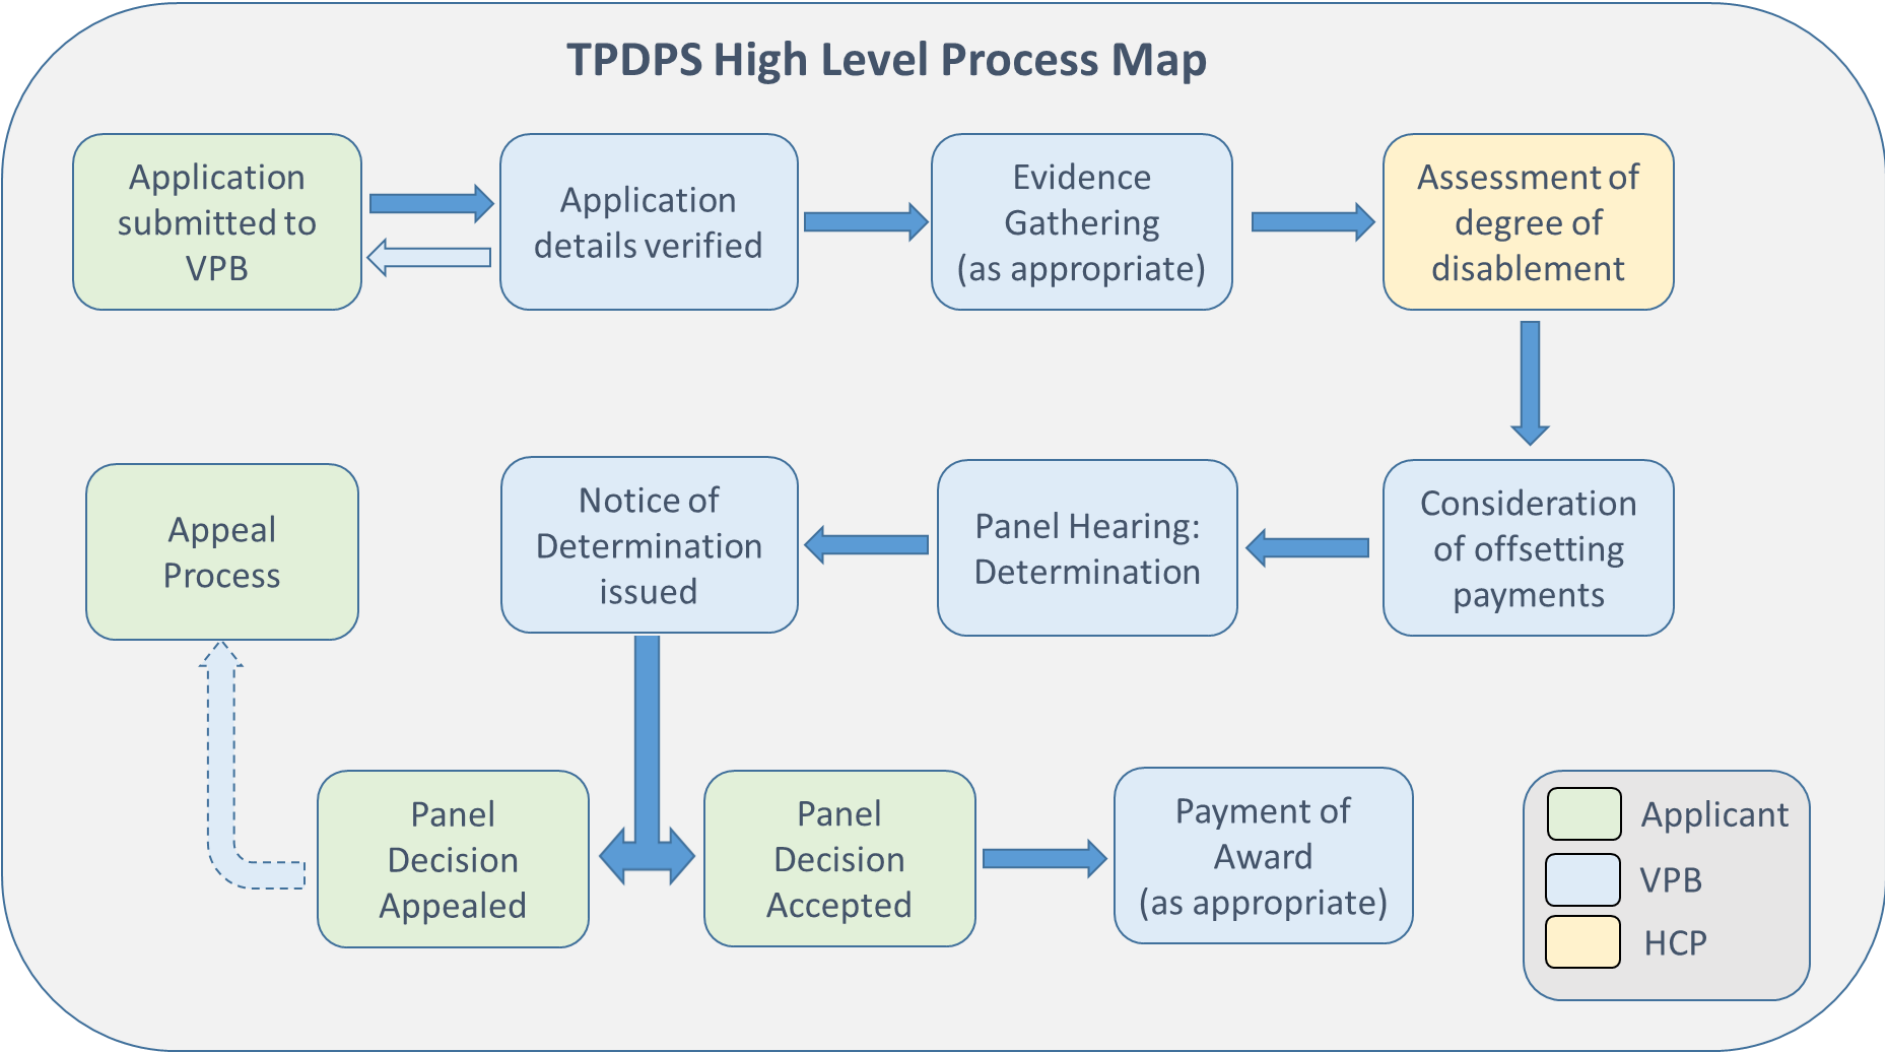 TPDPS High Level Process Map
Application
submitted to
VPB
Application
details verified
Evidence
Gathering
(as appropriate)
Assessment of
degree of
disablement
Appeal
Process
Notice of
Determination
issued
Panel Hearing:
Determination
Consideration
of offsetting
payments
Panel
Decision
Appealed
Panel
Decision
Accepted
Payment of
Award
(as appropriate)
Applicant
VPB
HCP